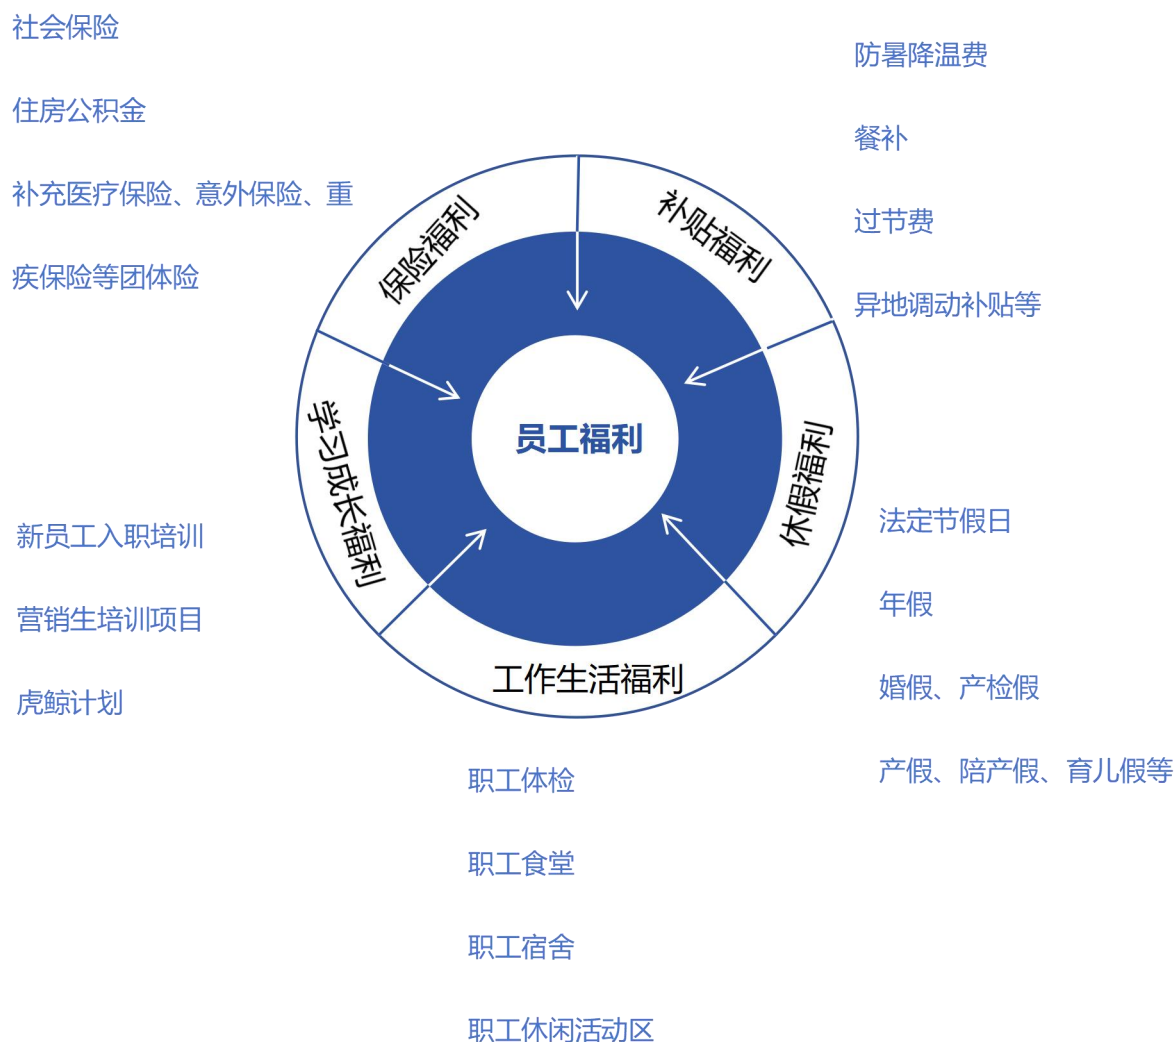 社会保险
住房公积金
补充医疗保险、意外保险、重
疾保险等团体险
防暑降温费
餐补
过节费
异地调动补贴等
保险福利
补贴福利
学习成长福利
员工福利
休假福利
工作生活福利
新员工入职培训
营销生培训项目
虎鲸计划
法定节假日
年假
婚假、产检假
产假、陪产假、育儿假等
职工体检
职工食堂
职工宿舍
职工休闲活动区